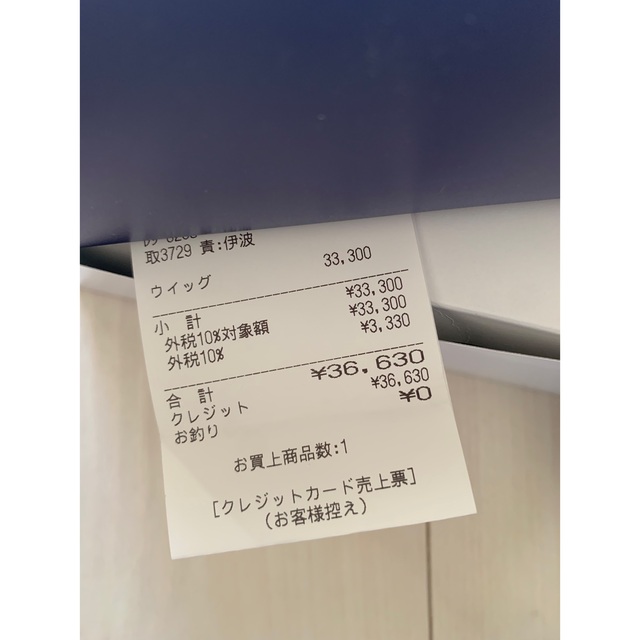 取3729 責:伊波
ウイッグ 33,300
小 計 ¥33,300
外税10%対象額 ¥33,300
外税10% ¥3,330
合 計 ¥36,630
クレジット ¥36,630
お釣り ¥0
お買上商品数:1
[クレジットカード売上票]
(お客様控え)